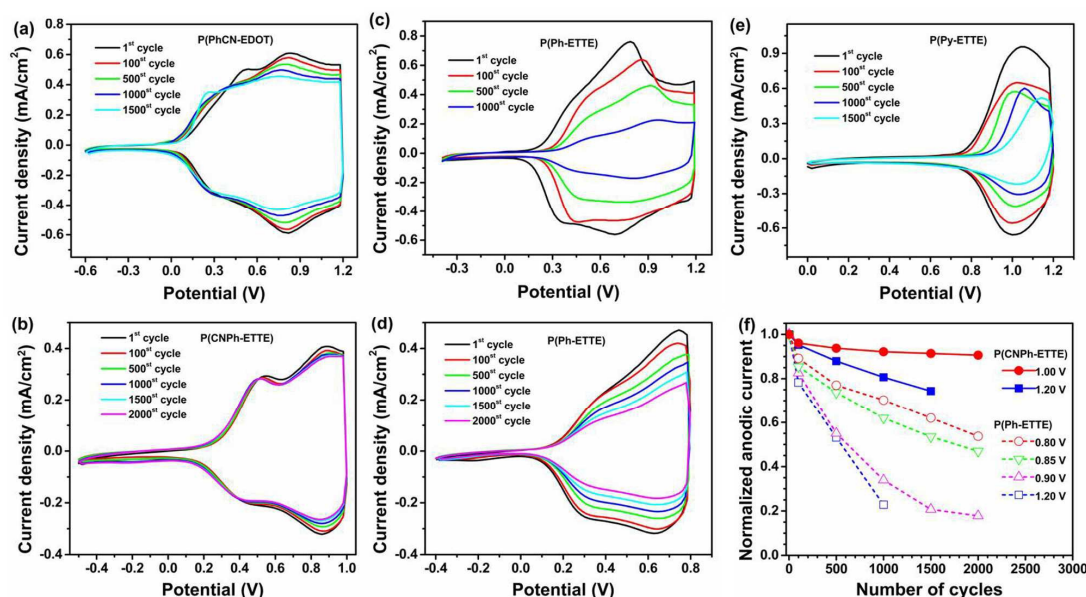 (a)
P(PhCN-EDOT)
1st cycle
100st cycle
500st cycle
1000st cycle
1500st cycle
Current density (mA/cm2)
0.8
0.6
0.4
0.2
0.0
-0.2
-0.4
-0.6
-0.6 -0.3 0.0 0.3 0.6 0.9 1.2
Potential (V)
(c)
P(Ph-ETTE)
1st cycle
100st cycle
500st cycle
1000st cycle
Current density (mA/cm2)
0.8
0.6
0.4
0.2
0.0
-0.2
-0.4
-0.6
-0.3 0.0 0.3 0.6 0.9 1.2
Potential (V)
(e)
P(Py-ETTE)
1st cycle
100st cycle
500st cycle
1000st cycle
1500st cycle
Current density (mA/cm2)
0.9
0.6
0.3
0.0
-0.3
-0.6
0.0 0.2 0.4 0.6 0.8 1.0 1.2
Potential (V)
(b)
P(CNPh-ETTE)
1st cycle
100st cycle
500st cycle
1000st cycle
1500st cycle
2000st cycle
Current density (mA/cm2)
0.4
0.2
0.0
-0.2
-0.4
-0.4 -0.2 0.0 0.2 0.4 0.6 0.8 1.0
Potential (V)
(d)
P(Ph-ETTE)
1st cycle
100st cycle
500st cycle
1000st cycle
1500st cycle
2000st cycle
Current density (mA/cm2)
0.4
0.2
0.0
-0.2
-0.4
-0.4 -0.2 0.0 0.2 0.4 0.6 0.8
Potential (V)
(f)
P(CNPh-ETTE)
1.00 V
1.20 V
P(Ph-ETTE)
0.80 V
0.85 V
0.90 V
1.20 V
Normalized anodic current
1.0
0.8
0.6
0.4
0.2
0.0
0 500 1000 1500 2000 2500 3000
Number of cycles